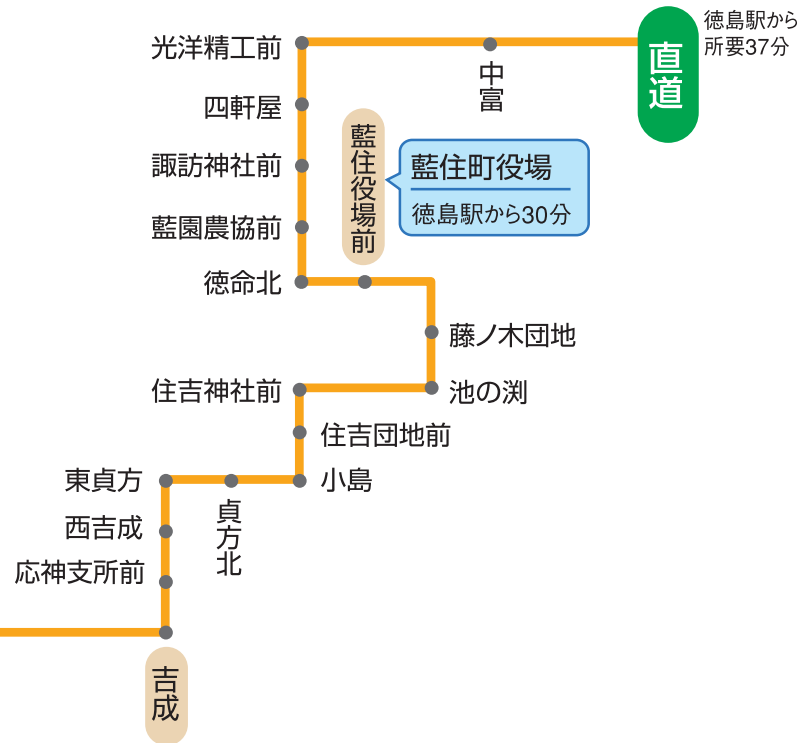 徳島駅から
所要37分
直道
中富
光洋精工前
四軒屋
諏訪神社前
藍園農協前
徳命北
藍住役場前
藍住町役場
徳島駅から30分
藤ノ木団地
池の渕
住吉神社前
住吉団地前
小島
貞方北
東貞方
西吉成
応神支所前
吉成